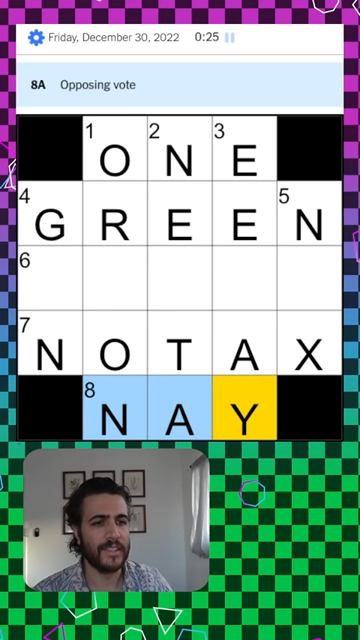 Friday, December 30, 2022 0:25
8A Opposing vote
1 2 3
O N E
4 5
G R E E N
6
7
N O T A X
8
N A Y